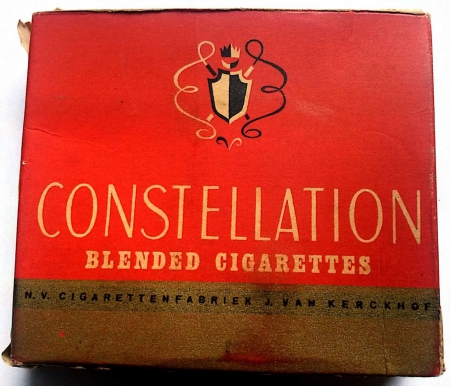 CONSTELLATION
BLENDED CIGARETTES
N.V. CIGARETTENFABRIEK J. VAN KERCKHOF